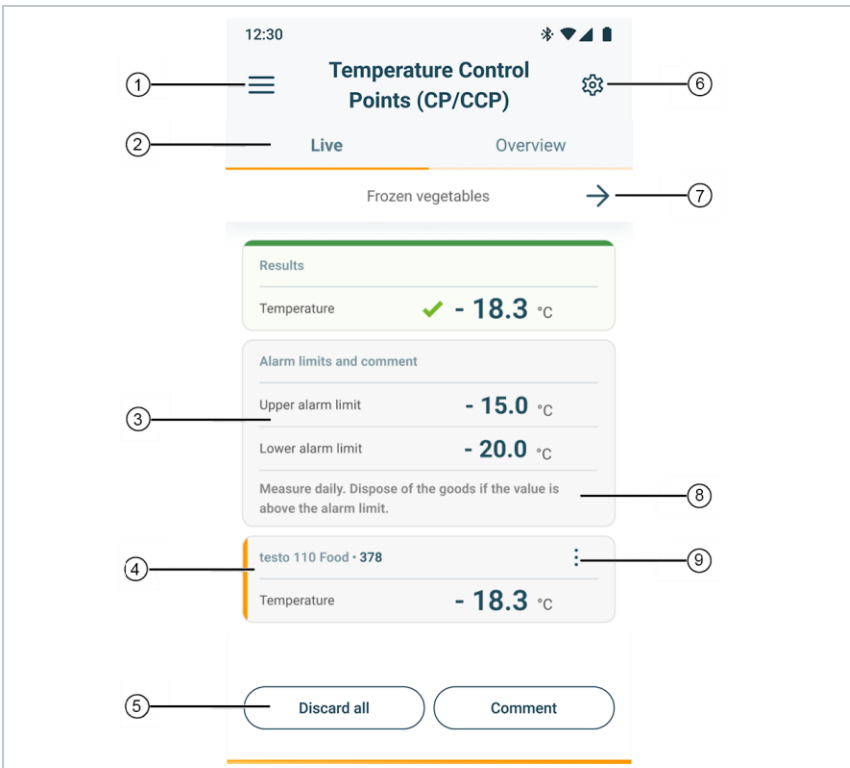 12:30
Temperature Control
Points (CP/CCP)
1
6
2
Live
Overview
Frozen vegetables
7
Results
Temperature
- 18.3 °C
Alarm limits and comment
3
Upper alarm limit
- 15.0 °C
Lower alarm limit
- 20.0 °C
Measure daily. Dispose of the goods if the value is
above the alarm limit.
8
4
testo 110 Food • 378
9
Temperature
- 18.3 °C
5
Discard all
Comment